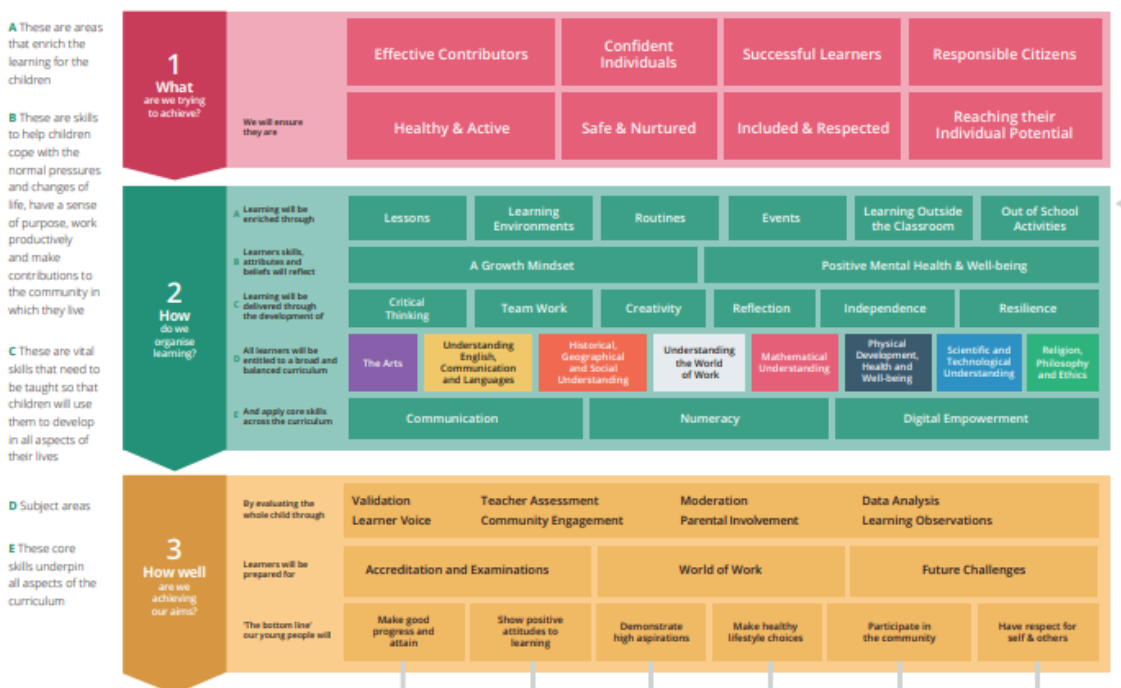 A These are areas
that enrich the
learning for the
children
B These are skills
to help children
cope with the
normal pressures
and changes of
life, have a sense
of purpose, work
productively
and make
contributions to
the community in
which they live
C These are vital
skills that need to
be taught so that
children will use
them to develop
in all aspects of
their lives
D Subject areas
E These core
skills underpin
all aspects of the
curriculum
1
What
are we trying
to achieve?
We will ensure
they are
Effective Contributors
Confident
Individuals
Successful Learners
Responsible Citizens
Healthy & Active
Safe & Nurtured
Included & Respected
Reaching their
Individual Potential
2
How
do we
organise
learning?
A Learning will be
enriched through
Lessons
Learning
Environments
Routines
Events
Learning Outside
the Classroom
Out of School
Activities
B Learners skills,
attributes and
beliefs will reflect
A Growth Mindset
Positive Mental Health & Well-being
C Learning will be
delivered through
the development of
Critical
Thinking
Team Work
Creativity
Reflection
Independence
Resilience
D All learners will be
entitled to a broad and
balanced curriculum
The Arts
Understanding
English,
Communication
and Languages
Historical,
Geographical
and Social
Understanding
Understanding
the World
of Work
Mathematical
Understanding
Physical
Development,
Health and
Well-being
Scientific and
Technological
Understanding
Religion,
Philosophy
and Ethics
E And apply core skills
across the curriculum
Communication
Numeracy
Digital Empowerment
3
How well
are we
achieving
our aims?
By evaluating the
whole child through
Validation
Teacher Assessment
Moderation
Data Analysis
Learner Voice
Community Engagement
Parental Involvement
Learning Observations
Learners will be
prepared for
Accreditation and Examinations
World of Work
Future Challenges
'The bottom line'
our young people will
Make good
progress and
attain
Show positive
attitudes to
learning
Demonstrate
high aspirations
Make healthy
lifestyle choices
Participate in
the community
Have respect for
self & others